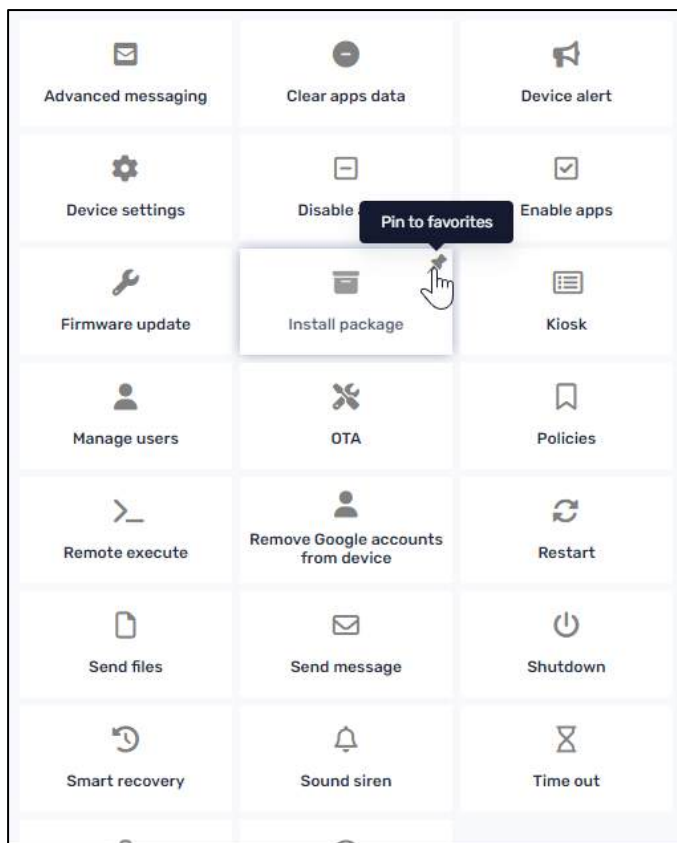 Advanced messaging
Clear apps data
Device alert
Device settings
Disable
Enable apps
Pin to favorites
Firmware update
Install package
Kiosk
Manage users
OTA
Policies
Remote execute
Remove Google accounts
from device
Restart
Send files
Send message
Shutdown
Smart recovery
Sound siren
Time out